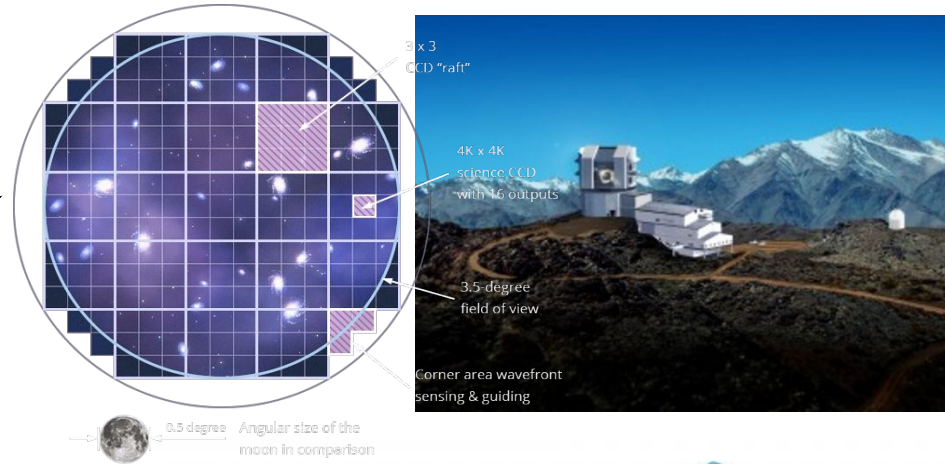 3 x 3
CCD "raft"
4K x 4K
science CCD
with 16 outputs
3.5-degree
field of view
Corner area wavefront
sensing & guiding
0.5 degree
Angular size of the
moon in comparison